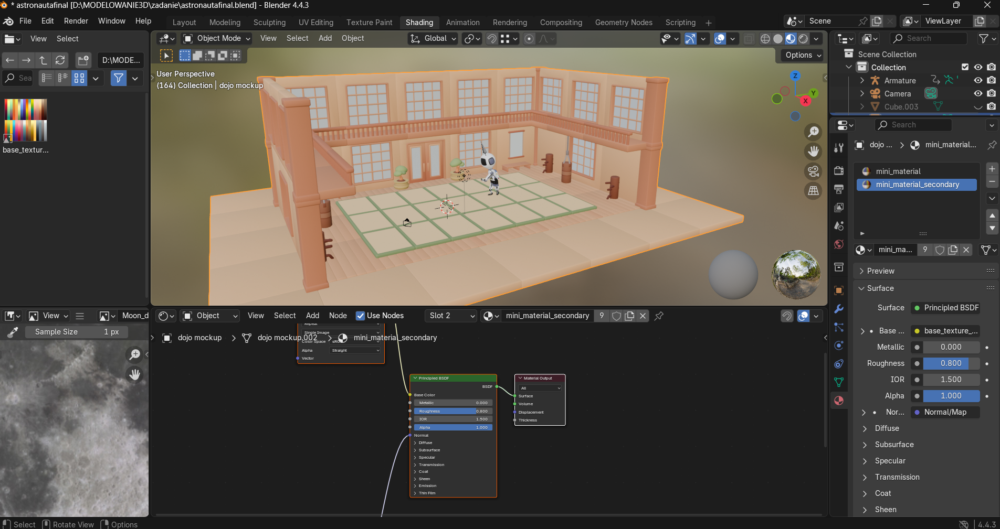 * astronautafinal [D:\MODELOWANIE3D\zadanie\astronautafinal.blend] - Blender 4.4.3
File Edit Render Window Help
Layout Modeling Sculpting UV Editing Texture Paint Shading Animation Rendering Compositing Geometry Nodes Scripting +
Scene
ViewLayer
View Select
D:\MODE...
Sea
base_textur...
Object Mode View Select Add Object
Global
Options
User Perspective
(164) Collection | dojo mockup
Z
Y
X
Search
Scene Collection
Collection
Armature
Camera
Cube.003
Search
dojo ... > mini_material...
mini_material
mini_material_secondary
mini_ma... 9
Preview
Surface
Surface Principled BSDF
Base ... base_texture_...
Metallic 0.000
Roughness 0.800
IOR 1.500
Alpha 1.000
Nor... Normal/Map
Diffuse
Subsurface
Specular
Transmission
Coat
Sheen
View
Moon_d
Sample Size 1 px
Object View Select Add Node Use Nodes Slot 2 mini_material_secondary 9
dojo mockup > dojo mockup.002 > mini_material_secondary
Repeat
Single Image
Color Space sRG
Alpha Straight
Vector
Principled BSDF
BSDF
Base Color
Metallic 0.000
Roughness 0.800
IOR 1.500
Alpha 1.000
Normal
Diffuse
Subsurface
Specular
Transmission
Coat
Sheen
Emission
Thin Film
Material Output
All
Surface
Volume
Displacement
Thickness
Select Rotate View Options
4.4.3